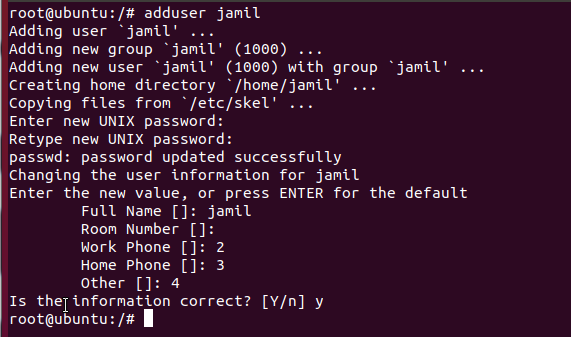 root@ubuntu:/# adduser jamil
Adding user `jamil' ...
Adding new group `jamil' (1000) ...
Adding new user `jamil' (1000) with group `jamil' ...
Creating home directory `/home/jamil' ...
Copying files from `/etc/skel' ...
Enter new UNIX password:
Retype new UNIX password:
passwd: password updated successfully
Changing the user information for jamil
Enter the new value, or press ENTER for the default
Full Name []: jamil
Room Number []:
Work Phone []: 2
Home Phone []: 3
Other []: 4
Is the information correct? [Y/n] y
root@ubuntu:/#